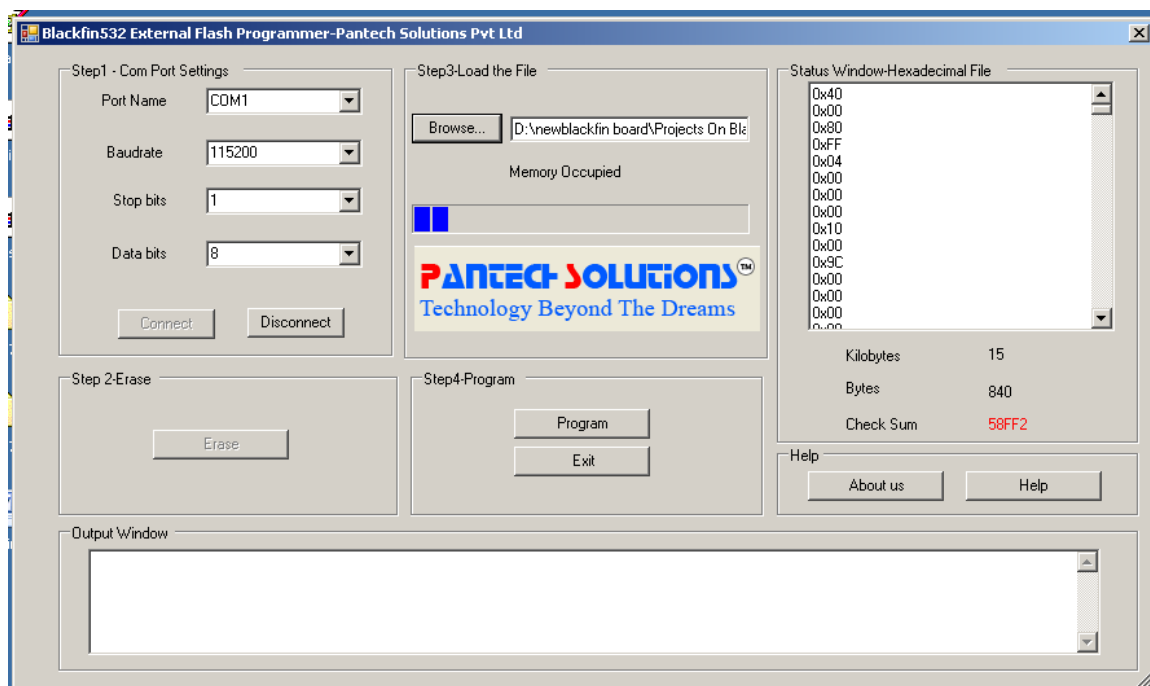 Blackfin532 External Flash Programmer-Pantech Solutions Pvt Ltd
Step1 - Com Port Settings
Port Name
COM1
Baudrate
115200
Stop bits
1
Data bits
8
Connect
Disconnect
Step3-Load the File
Browse...
D:\newblackfin board\Projects On Bla
Memory Occupied
PANTECH SOLUTIONS™
Technology Beyond The Dreams
Status Window-Hexadecimal File
0x40
0x00
0x80
0xFF
0x04
0x00
0x00
0x00
0x10
0x00
0x9C
0x00
0x00
0x00
Kilobytes
15
Bytes
840
Check Sum
58FF2
Step 2-Erase
Erase
Step4-Program
Program
Exit
Help
About us
Help
Output Window